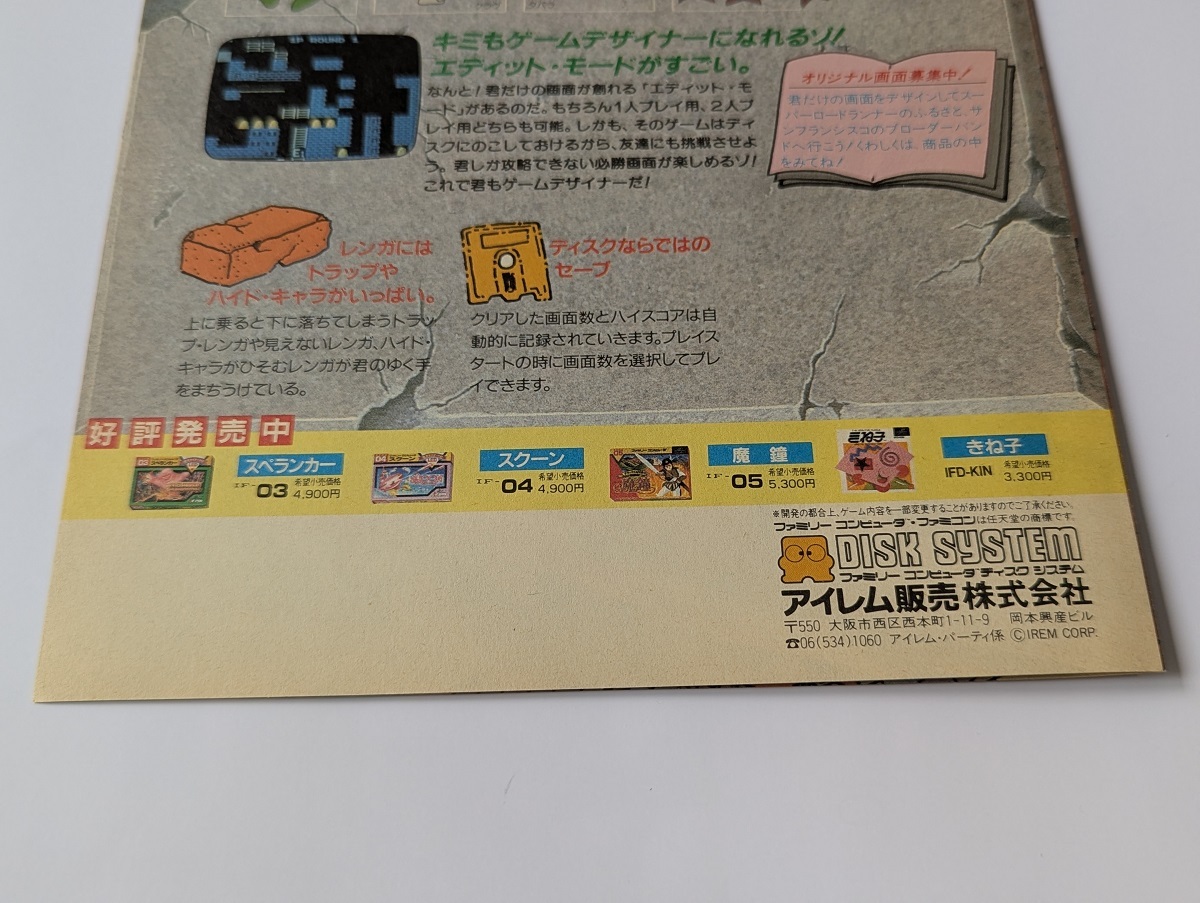 1P ROUND 1
キミもゲームデザイナーになれるゾ!
エディット・モードがすごい。
なんと!君だけの画面が創れる「エディット・モ
ード」があるのだ。もちろん1人プレイ用、2人プ
レイ用どちらも可能。しかも、そのゲームはディ
スクにのこしておけるから、友達にも挑戦させよ
う。君しか攻略できない必勝画面が楽しめるゾ!
これで君もゲームデザイナーだ!
オリジナル画面募集中!
君だけの画面をデザインしてスー
パーロードランナーのふるさと、サ
ンフランシスコのブローダーバン
ドへ行こう!くわしくは、商品の中
をみてね!
レンガには
トラップや
ハイド・キャラがいっぱい。
上に乗ると下に落ちてしまうトラッ
プ・レンガや見えないレンガ、ハイド・
キャラがひそむレンガが君のゆく手
をまちうけている。
ディスクならではの
セーブ
クリアした画面数とハイスコアは自
動的に記録されていきます。プレイス
タートの時に画面数を選択してプレ
イできます。
好評発売中
スペランカー
IF-03 希望小売価格 4,900円
スクーン
IF-04 希望小売価格 4,900円
魔鐘
IF-05 希望小売価格 5,300円
きね子
IFD-KIN 希望小売価格 3,300円
※開発の都合上、ゲーム内容を一部変更することがありますのでご了承ください。
ファミリー コンピュータ・ファミコンは任天堂の商標です。
DISK SYSTEM
ファミリー コンピュータ ディスク システム
アイレム販売株式会社
〒550 大阪市西区西本町1-11-9 岡本興産ビル
☎06(534)1060 アイレム・パーティ係 ©IREM CORP.